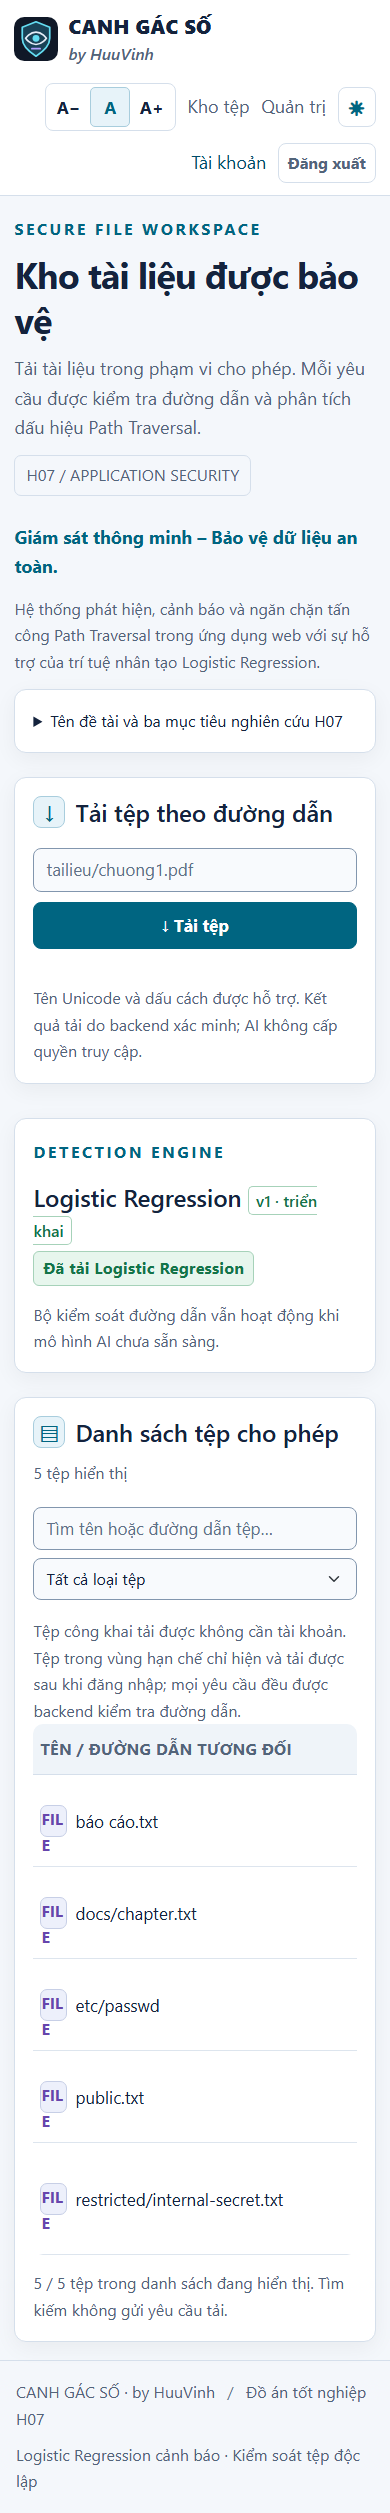 CANH GÁC SỐ
by HuuVinh
A− A A+ Kho tệp Quản trị
Tài khoản Đăng xuất
SECURE FILE WORKSPACE
Kho tài liệu được bảo
vệ
Tải tài liệu trong phạm vi cho phép. Mỗi yêu
cầu được kiểm tra đường dẫn và phân tích
dấu hiệu Path Traversal.
H07 / APPLICATION SECURITY
Giám sát thông minh – Bảo vệ dữ liệu an
toàn.
Hệ thống phát hiện, cảnh báo và ngăn chặn tấn
công Path Traversal trong ứng dụng web với sự hỗ
trợ của trí tuệ nhân tạo Logistic Regression.
▶ Tên đề tài và ba mục tiêu nghiên cứu H07
↓ Tải tệp theo đường dẫn
tailieu/chuong1.pdf
↓ Tải tệp
Tên Unicode và dấu cách được hỗ trợ. Kết
quả tải do backend xác minh; AI không cấp
quyền truy cập.
DETECTION ENGINE
Logistic Regression v1 · triển
khai
Đã tải Logistic Regression
Bộ kiểm soát đường dẫn vẫn hoạt động khi
mô hình AI chưa sẵn sàng.
▤ Danh sách tệp cho phép
5 tệp hiển thị
Tìm tên hoặc đường dẫn tệp...
Tất cả loại tệp
Tệp công khai tải được không cần tài khoản.
Tệp trong vùng hạn chế chỉ hiện và tải được
sau khi đăng nhập; mọi yêu cầu đều được
backend kiểm tra đường dẫn.
TÊN / ĐƯỜNG DẪN TƯƠNG ĐỐI
FIL báo cáo.txt
E
FIL docs/chapter.txt
E
FIL etc/passwd
E
FIL public.txt
E
FIL restricted/internal-secret.txt
E
5 / 5 tệp trong danh sách đang hiển thị. Tìm
kiếm không gửi yêu cầu tải.
CANH GÁC SỐ · by HuuVinh / Đồ án tốt nghiệp
H07
Logistic Regression cảnh báo · Kiểm soát tệp độc
lập